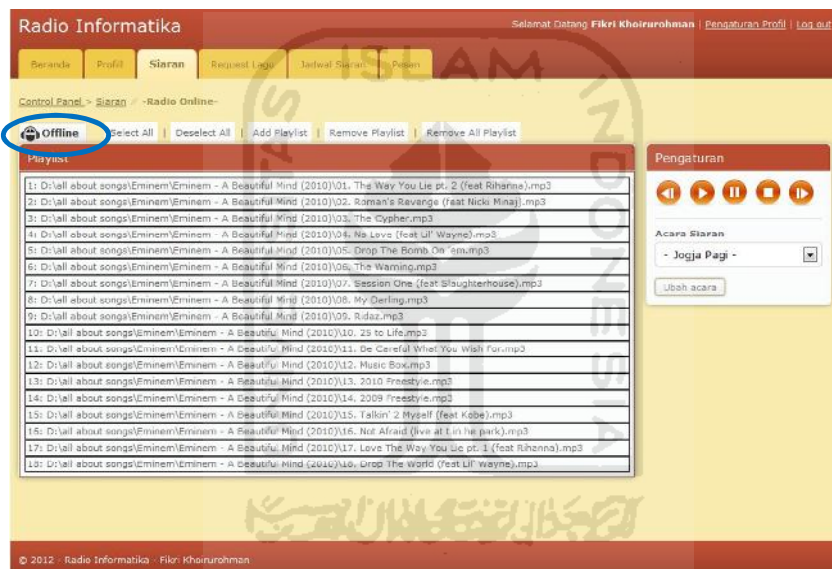 Radio Informatika
Selamat Datang Fikri Khoirurohman | Pengaturan Profil | Log out
Beranda Profil Siaran Request Lagu Jadwal Siaran Pesan
Control Panel > Siaran / -Radio Online-
Offline Select All | Deselect All | Add Playlist | Remove Playlist | Remove All Playlist
Playlist
1: D:\all about songs\Eminem\Eminem - A Beautiful Mind (2010)\01. The Way You Lie pt. 2 (feat Rihanna).mp3
2: D:\all about songs\Eminem\Eminem - A Beautiful Mind (2010)\02. Roman's Revenge (feat Nicki Minaj).mp3
3: D:\all about songs\Eminem\Eminem - A Beautiful Mind (2010)\03. The Cypher.mp3
4: D:\all about songs\Eminem\Eminem - A Beautiful Mind (2010)\04. No Love (feat Lil' Wayne).mp3
5: D:\all about songs\Eminem\Eminem - A Beautiful Mind (2010)\05. Drop The Bomb On 'em.mp3
6: D:\all about songs\Eminem\Eminem - A Beautiful Mind (2010)\06. The Warning.mp3
7: D:\all about songs\Eminem\Eminem - A Beautiful Mind (2010)\07. Session One (feat Slaughterhouse).mp3
8: D:\all about songs\Eminem\Eminem - A Beautiful Mind (2010)\08. My Darling.mp3
9: D:\all about songs\Eminem\Eminem - A Beautiful Mind (2010)\09. Ridaz.mp3
10: D:\all about songs\Eminem\Eminem - A Beautiful Mind (2010)\10. 25 to Life.mp3
11: D:\all about songs\Eminem\Eminem - A Beautiful Mind (2010)\11. Be Careful What You Wish For.mp3
12: D:\all about songs\Eminem\Eminem - A Beautiful Mind (2010)\12. Music Box.mp3
13: D:\all about songs\Eminem\Eminem - A Beautiful Mind (2010)\13. 2010 Freestyle.mp3
14: D:\all about songs\Eminem\Eminem - A Beautiful Mind (2010)\14. 2009 Freestyle.mp3
15: D:\all about songs\Eminem\Eminem - A Beautiful Mind (2010)\15. Talkin' 2 Myself (feat Kobe).mp3
16: D:\all about songs\Eminem\Eminem - A Beautiful Mind (2010)\16. Not Afraid (live at t.in he park).mp3
17: D:\all about songs\Eminem\Eminem - A Beautiful Mind (2010)\17. Love The Way You Lie pt. 1 (feat Rihanna).mp3
18: D:\all about songs\Eminem\Eminem - A Beautiful Mind (2010)\18. Drop The World (feat Lil' Wayne).mp3
Pengaturan
Acara Siaran
- Jogja Pagi -
Ubah acara
ISLAM
INDONESIA
© 2012 - Radio Informatika - Fikri Khoirurohman